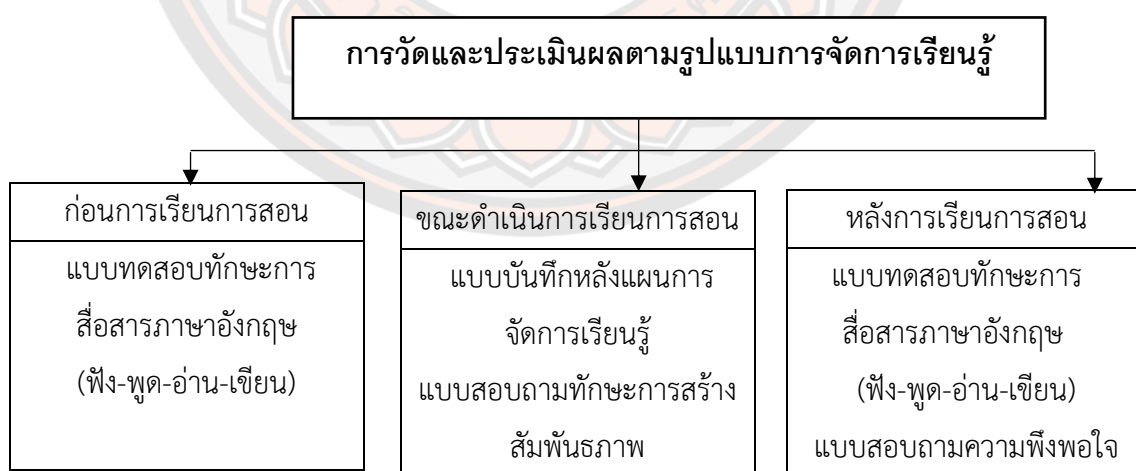 การวัดและประเมินผลตามรูปแบบการจัดการเรียนรู้
ก่อนการเรียนการสอน
แบบทดสอบทักษะการ
สื่อสารภาษาอังกฤษ
(ฟัง-พูด-อ่าน-เขียน)
ขณะดำเนินการเรียนการสอน
แบบบันทึกหลังแผนการ
จัดการเรียนรู้
แบบสอบถามทักษะการสร้าง
สัมพันธภาพ
หลังการเรียนการสอน
แบบทดสอบทักษะการ
สื่อสารภาษาอังกฤษ
(ฟัง-พูด-อ่าน-เขียน)
แบบสอบถามความพึงพอใจ